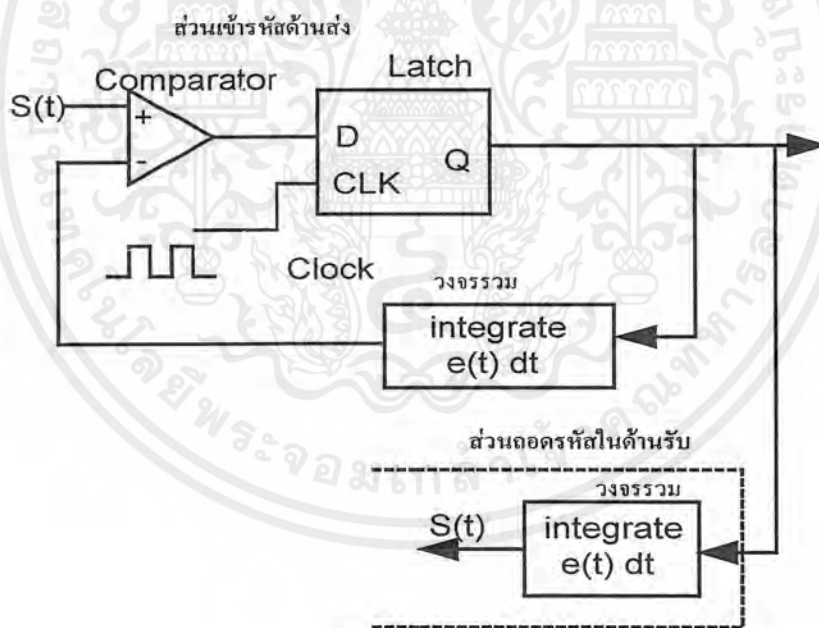 ส่วนเข้ารหัสด้านส่ง
Comparator
Latch
S(t)
+
-
D
Q
CLK
Clock
วงจรรวม
integrate
e(t) dt
ส่วนถอดรหัสในด้านรับ
วงจรรวม
S(t)
integrate
e(t) dt